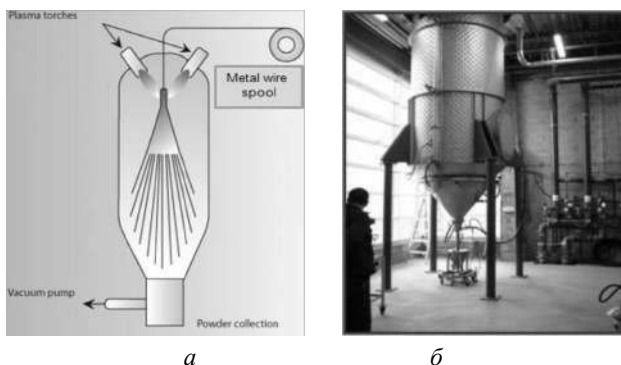 Plasma torches
Metal wire
spool
Vacuum pump
Powder collection
а
б